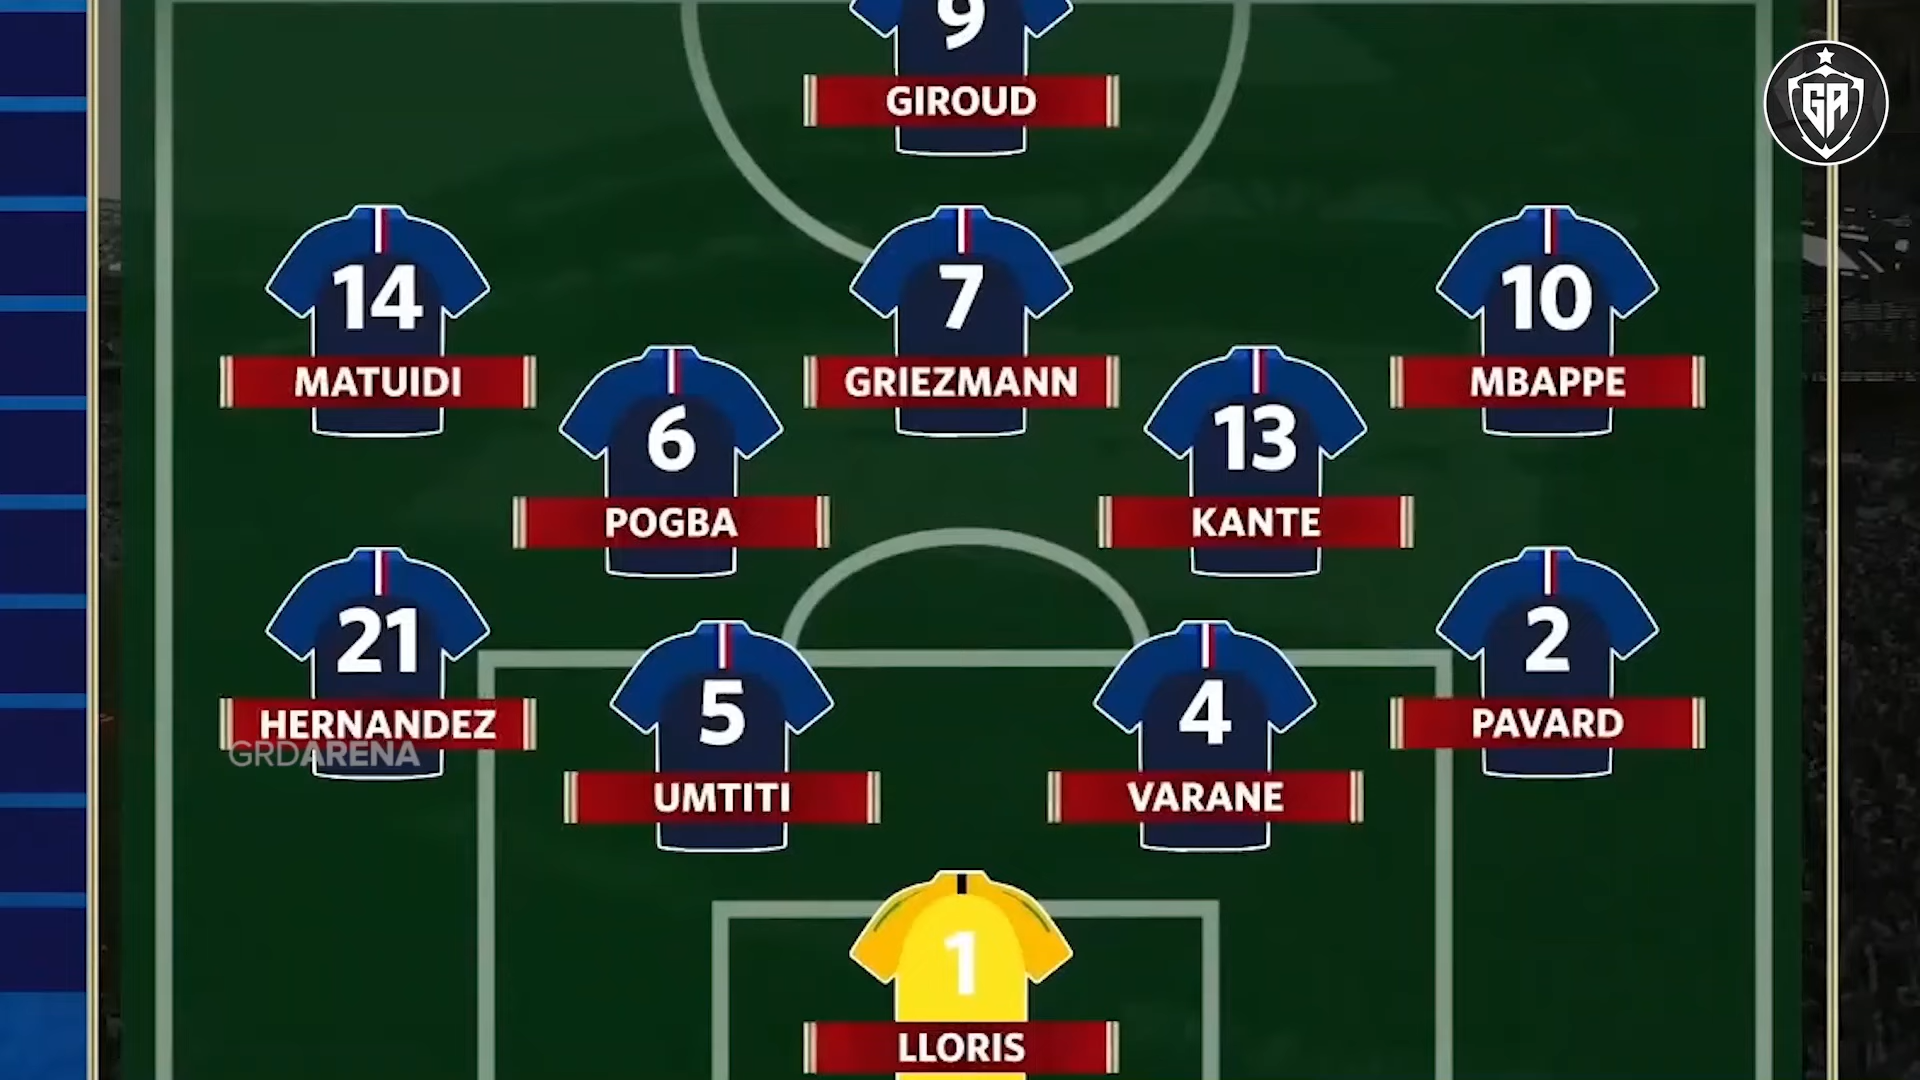 9
GIROUD
GA
14
MATUIDI
7
GRIEZMANN
10
MBAPPE
6
POGBA
13
KANTE
21
HERNANDEZ
GRDARENA
5
UMTITI
4
VARANE
2
PAVARD
1
LLORIS